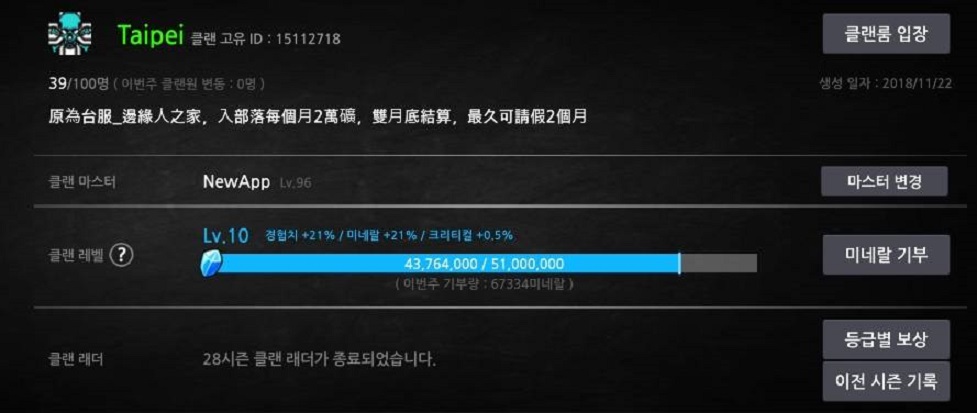 Taipei 클랜 고유 ID : 15112718
클랜룸 입장
39/100명 ( 이번주 클랜원 변동 : 0명 )
생성 일자 : 2018/11/22
原為台服_邊緣人之家，入部落每個月2萬礦，雙月底結算，最久可請假2個月
클랜 마스터
NewApp Lv.96
마스터 변경
클랜 레벨 ?
Lv.10 경험치 +21% / 미네랄 +21% / 크리티컬 +0.5%
43,764,000 / 51,000,000
( 이번주 기부량 : 67334미네랄 )
미네랄 기부
클랜 래더
28시즌 클랜 래더가 종료되었습니다.
등급별 보상
이전 시즌 기록